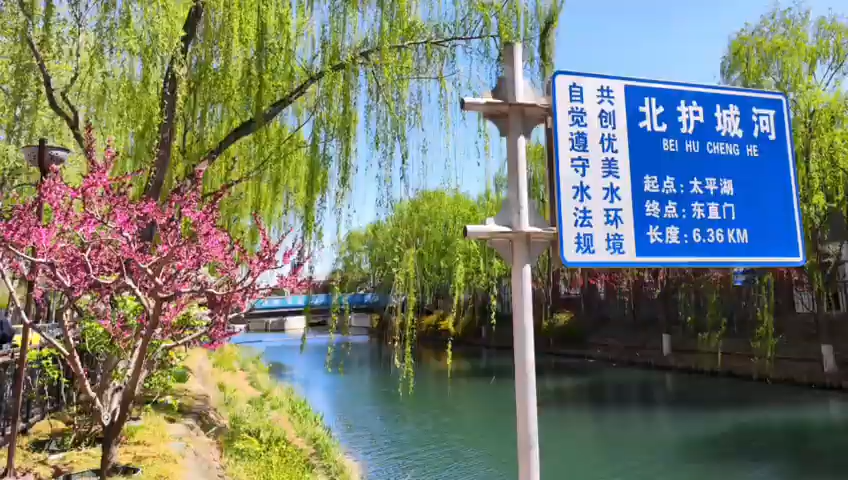 自觉遵守水法规
共创优美水环境
北护城河
BEI HU CHENG HE
起点：太平湖
终点：东直门
长度：6.36 KM